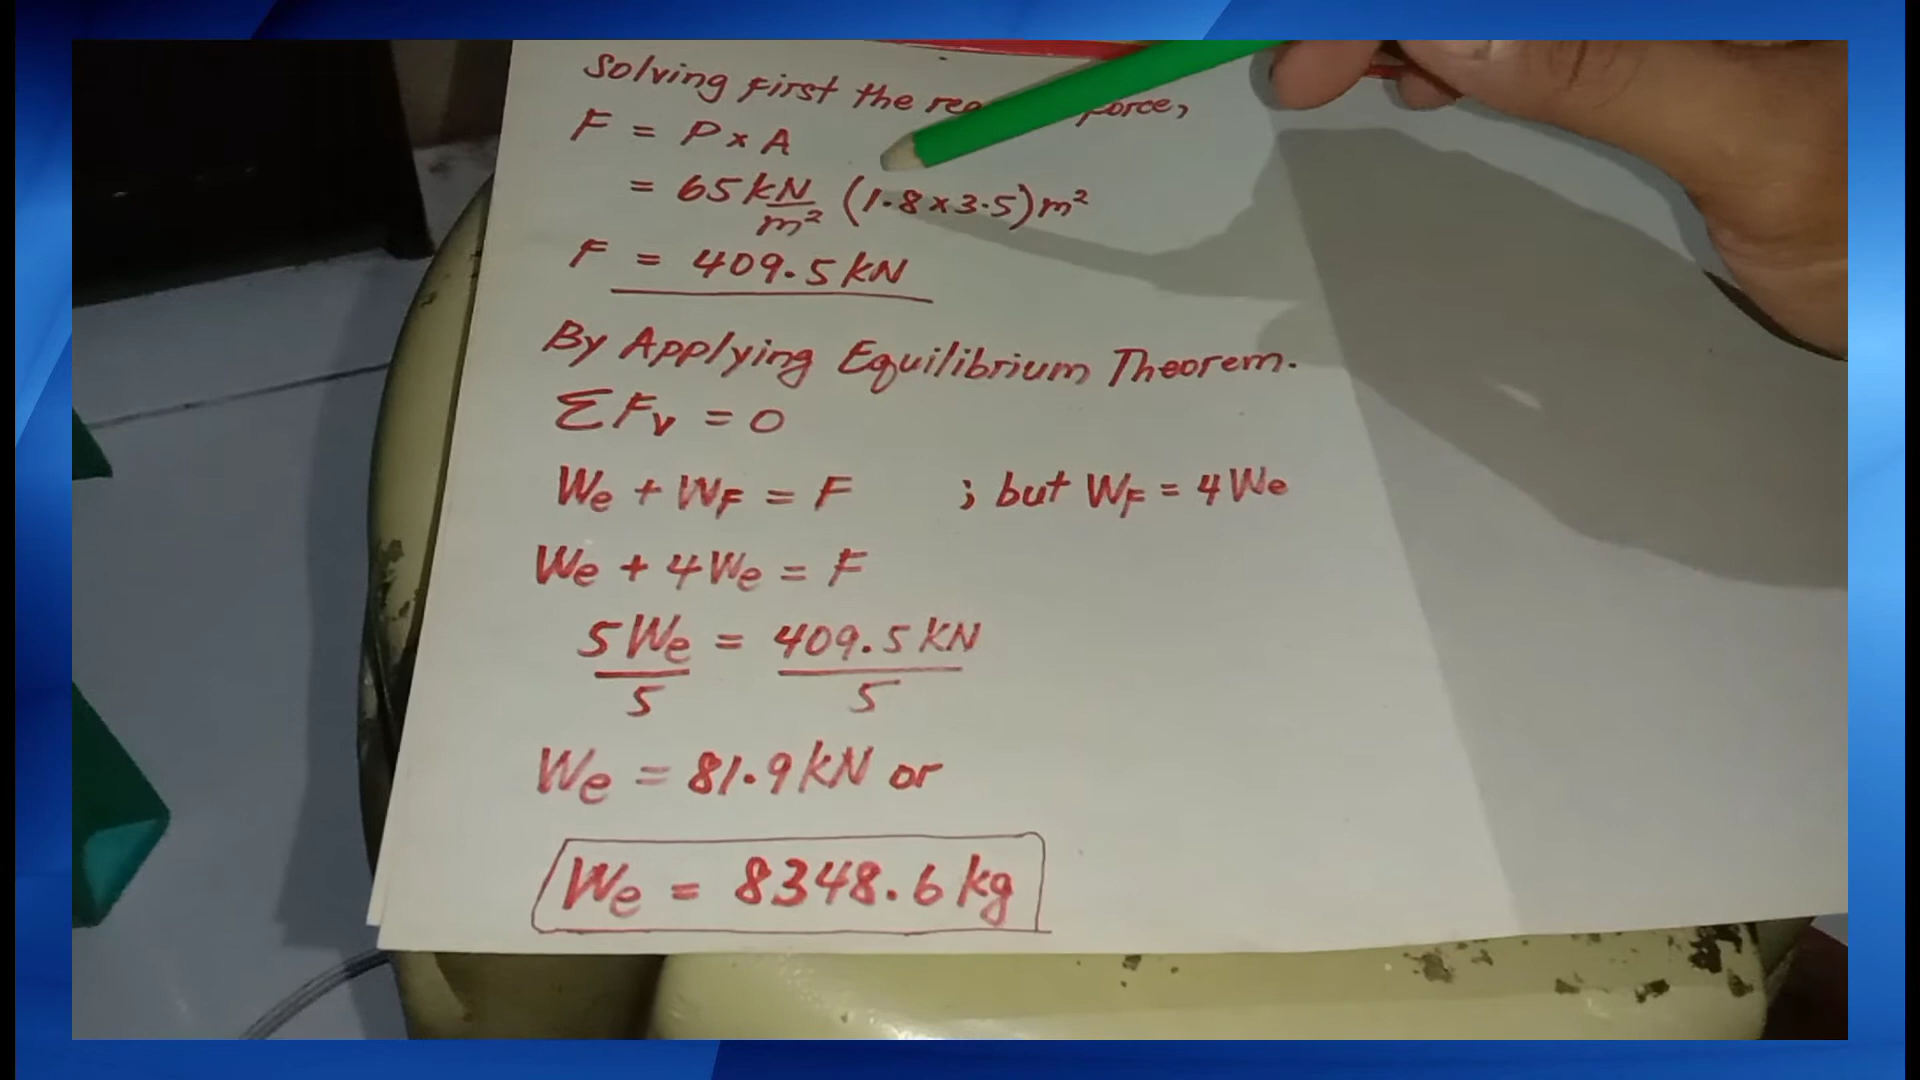 Solving first the force,
F = P x A
= 65 kN/m² (1.8 x 3.5) m²
F = 409.5 kN
By Applying Equilibrium Theorem.
ΣFv = 0
We + WF = F ; but WF = 4We
We + 4We = F
5We/5 = 409.5 kN/5
We = 81.9 kN or
We = 8348.6 kg